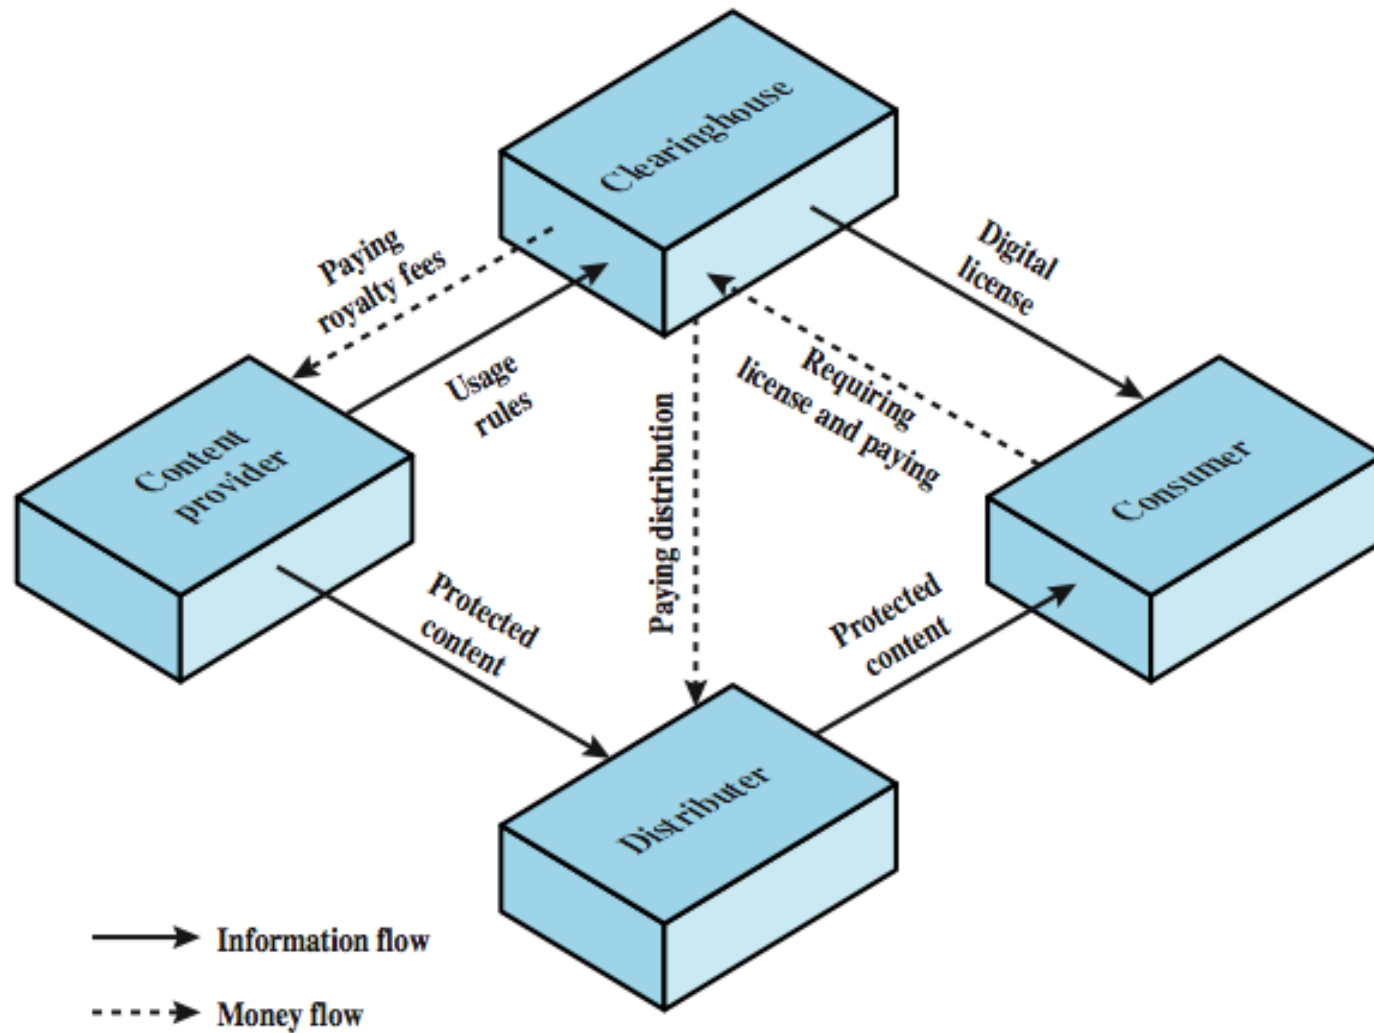 Clearinghouse
Paying
royalty fees
Digital
license
Usage
rules
Requiring
license and paying
Paying distribution
Content
provider
Consumer
Protected
content
Protected
content
Distributer
Information flow
Money flow